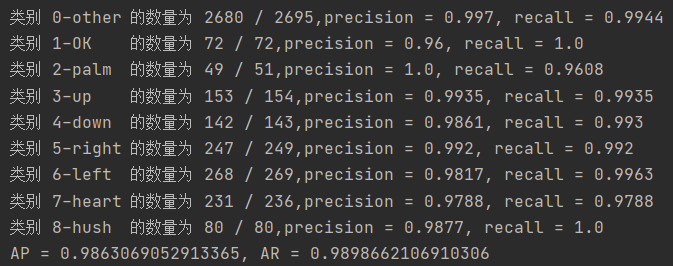 类别 0-other 的数量为 2680 / 2695,precision = 0.997, recall = 0.9944
类别 1-OK 的数量为 72 / 72,precision = 0.96, recall = 1.0
类别 2-palm 的数量为 49 / 51,precision = 1.0, recall = 0.9608
类别 3-up 的数量为 153 / 154,precision = 0.9935, recall = 0.9935
类别 4-down 的数量为 142 / 143,precision = 0.9861, recall = 0.993
类别 5-right 的数量为 247 / 249,precision = 0.992, recall = 0.992
类别 6-left 的数量为 268 / 269,precision = 0.9817, recall = 0.9963
类别 7-heart 的数量为 231 / 236,precision = 0.9788, recall = 0.9788
类别 8-hush 的数量为 80 / 80,precision = 0.9877, recall = 1.0
AP = 0.9863069052913365, AR = 0.9898662106910306